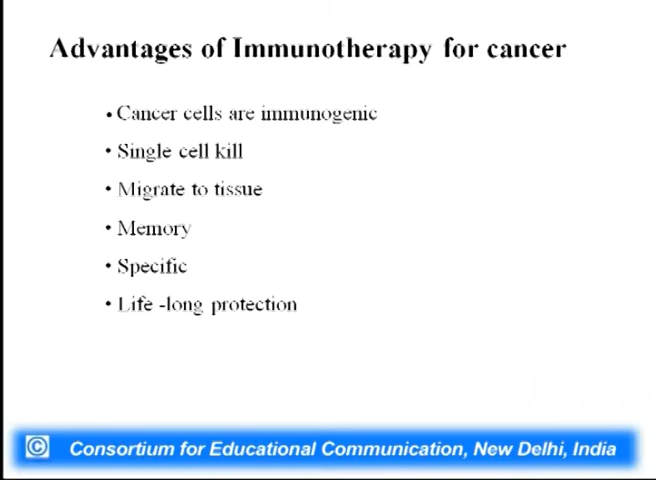 Advantages of Immunotherapy for cancer
• Cancer cells are immunogenic
• Single cell kill
• Migrate to tissue
• Memory
• Specific
• Life -long protection
© Consortium for Educational Communication, New Delhi, India